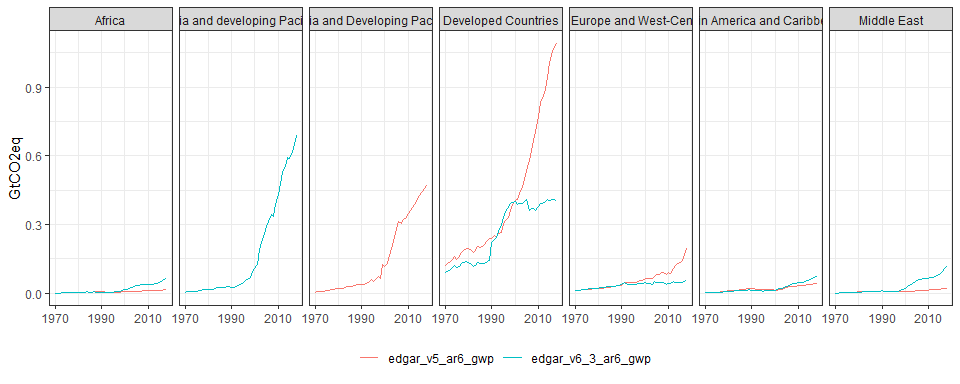 Africa
ia and developing Paci
ia and Developing Pac
Developed Countries
Europe and West-Cen
n America and Caribbe
Middle East
GtCO2eq
0.9
0.6
0.3
0.0
1970 1990 2010 1970 1990 2010 1970 1990 2010 1970 1990 2010 1970 1990 2010 1970 1990 2010 1970 1990 2010
edgar_v5_ar6_gwp edgar_v6_3_ar6_gwp